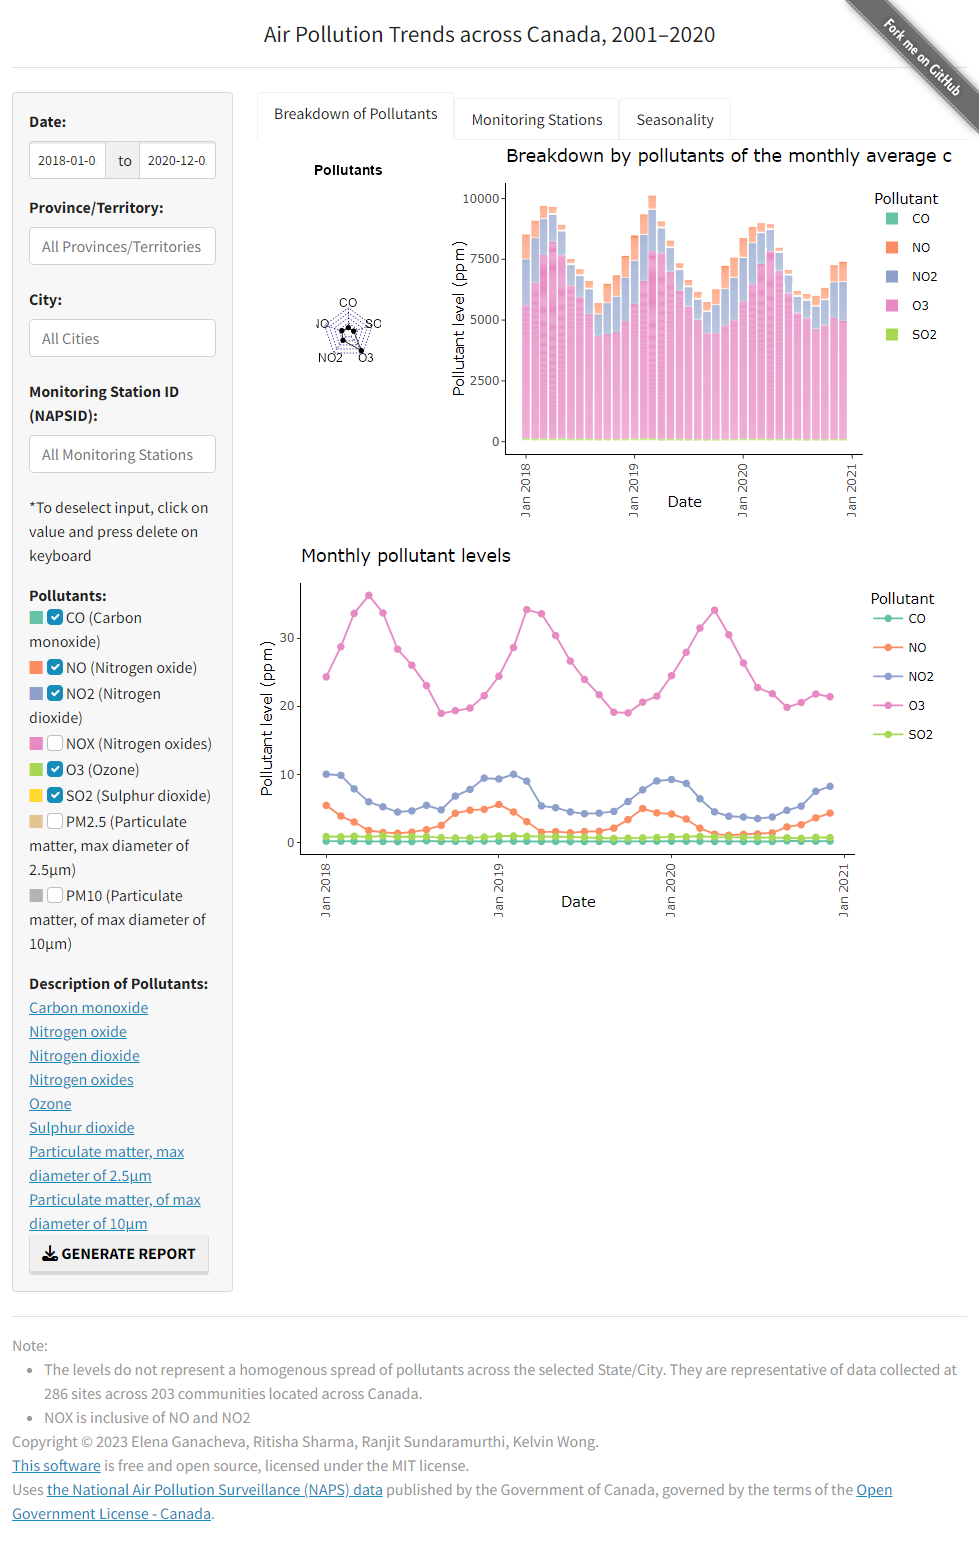 Air Pollution Trends across Canada, 2001–2020
Fork me on GitHub
Date:
2018-01-0 to 2020-12-0
Province/Territory:
All Provinces/Territories
City:
All Cities
Monitoring Station ID
(NAPSID):
All Monitoring Stations
*To deselect input, click on
value and press delete on
keyboard
Pollutants:
CO (Carbon
monoxide)
NO (Nitrogen oxide)
NO2 (Nitrogen
dioxide)
NOX (Nitrogen oxides)
O3 (Ozone)
SO2 (Sulphur dioxide)
PM2.5 (Particulate
matter, max diameter of
2.5µm)
PM10 (Particulate
matter, of max diameter of
10µm)
Description of Pollutants:
Carbon monoxide
Nitrogen oxide
Nitrogen dioxide
Nitrogen oxides
Ozone
Sulphur dioxide
Particulate matter, max
diameter of 2.5µm
Particulate matter, of max
diameter of 10µm
GENERATE REPORT
Breakdown of Pollutants Monitoring Stations Seasonality
Pollutants
CO
NO SO
NO2 O3
Breakdown by pollutants of the monthly average c
Pollutant level (ppm)
10000
7500
5000
2500
0
Jan 2018 Jan 2019 Jan 2020 Jan 2021
Date
Pollutant
CO
NO
NO2
O3
SO2
Monthly pollutant levels
Pollutant level (ppm)
30
20
10
0
Jan 2018 Jan 2019 Jan 2020 Jan 2021
Date
Pollutant
CO
NO
NO2
O3
SO2
Note:
• The levels do not represent a homogenous spread of pollutants across the selected State/City. They are representative of data collected at
286 sites across 203 communities located across Canada.
• NOX is inclusive of NO and NO2
Copyright © 2023 Elena Ganacheva, Ritisha Sharma, Ranjit Sundaramurthi, Kelvin Wong.
This software is free and open source, licensed under the MIT license.
Uses the National Air Pollution Surveillance (NAPS) data published by the Government of Canada, governed by the terms of the Open
Government License - Canada.